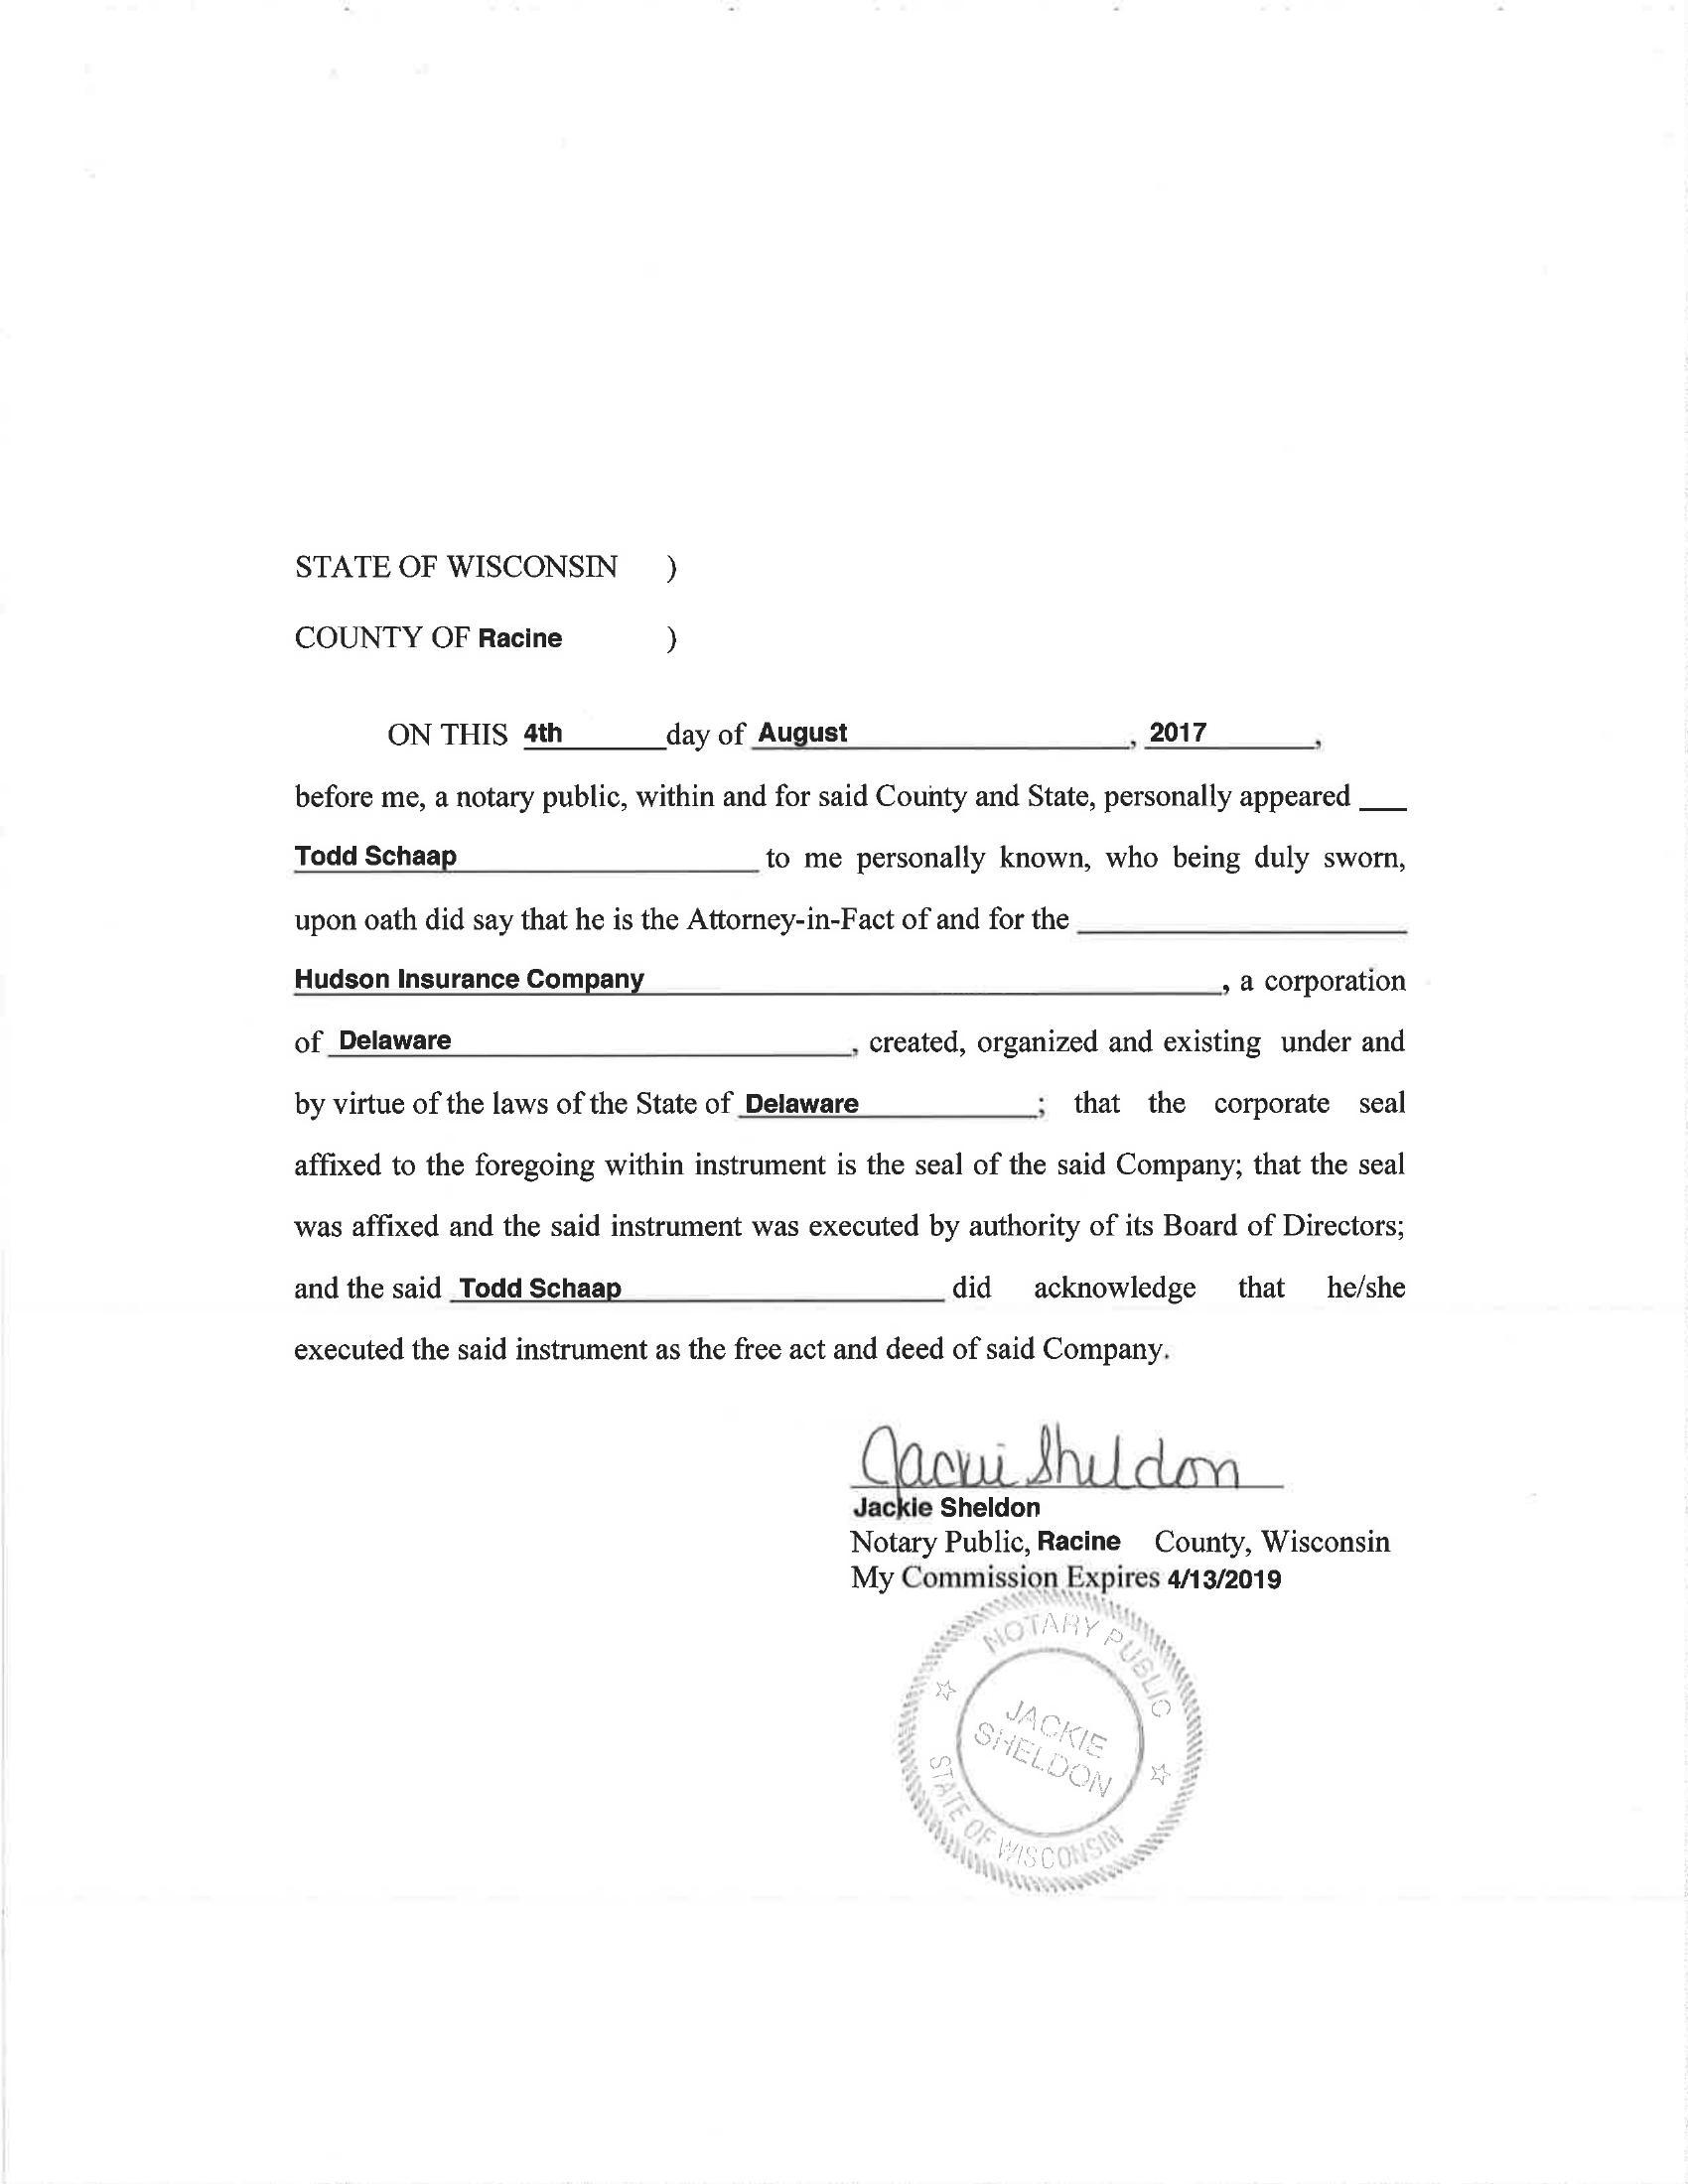 STATE OF WISCONSIN )
COUNTY OF Racine )
ON THIS 4th day of August, 2017,
before me, a notary public, within and for said County and State, personally appeared
Todd Schaap to me personally known, who being duly sworn,
upon oath did say that he is the Attorney-in-Fact of and for the
Hudson Insurance Company, a corporation
of Delaware, created, organized and existing under and
by virtue of the laws of the State of Delaware; that the corporate seal
affixed to the foregoing within instrument is the seal of the said Company; that the seal
was affixed and the said instrument was executed by authority of its Board of Directors;
and the said Todd Schaap did acknowledge that he/she
executed the said instrument as the free act and deed of said Company.
Jackie Sheldon
Jackie Sheldon
Notary Public, Racine County, Wisconsin
My Commission Expires 4/13/2019
NOTARY PUBLIC
JACKIE
SHELDON
STATE OF WISCONSIN